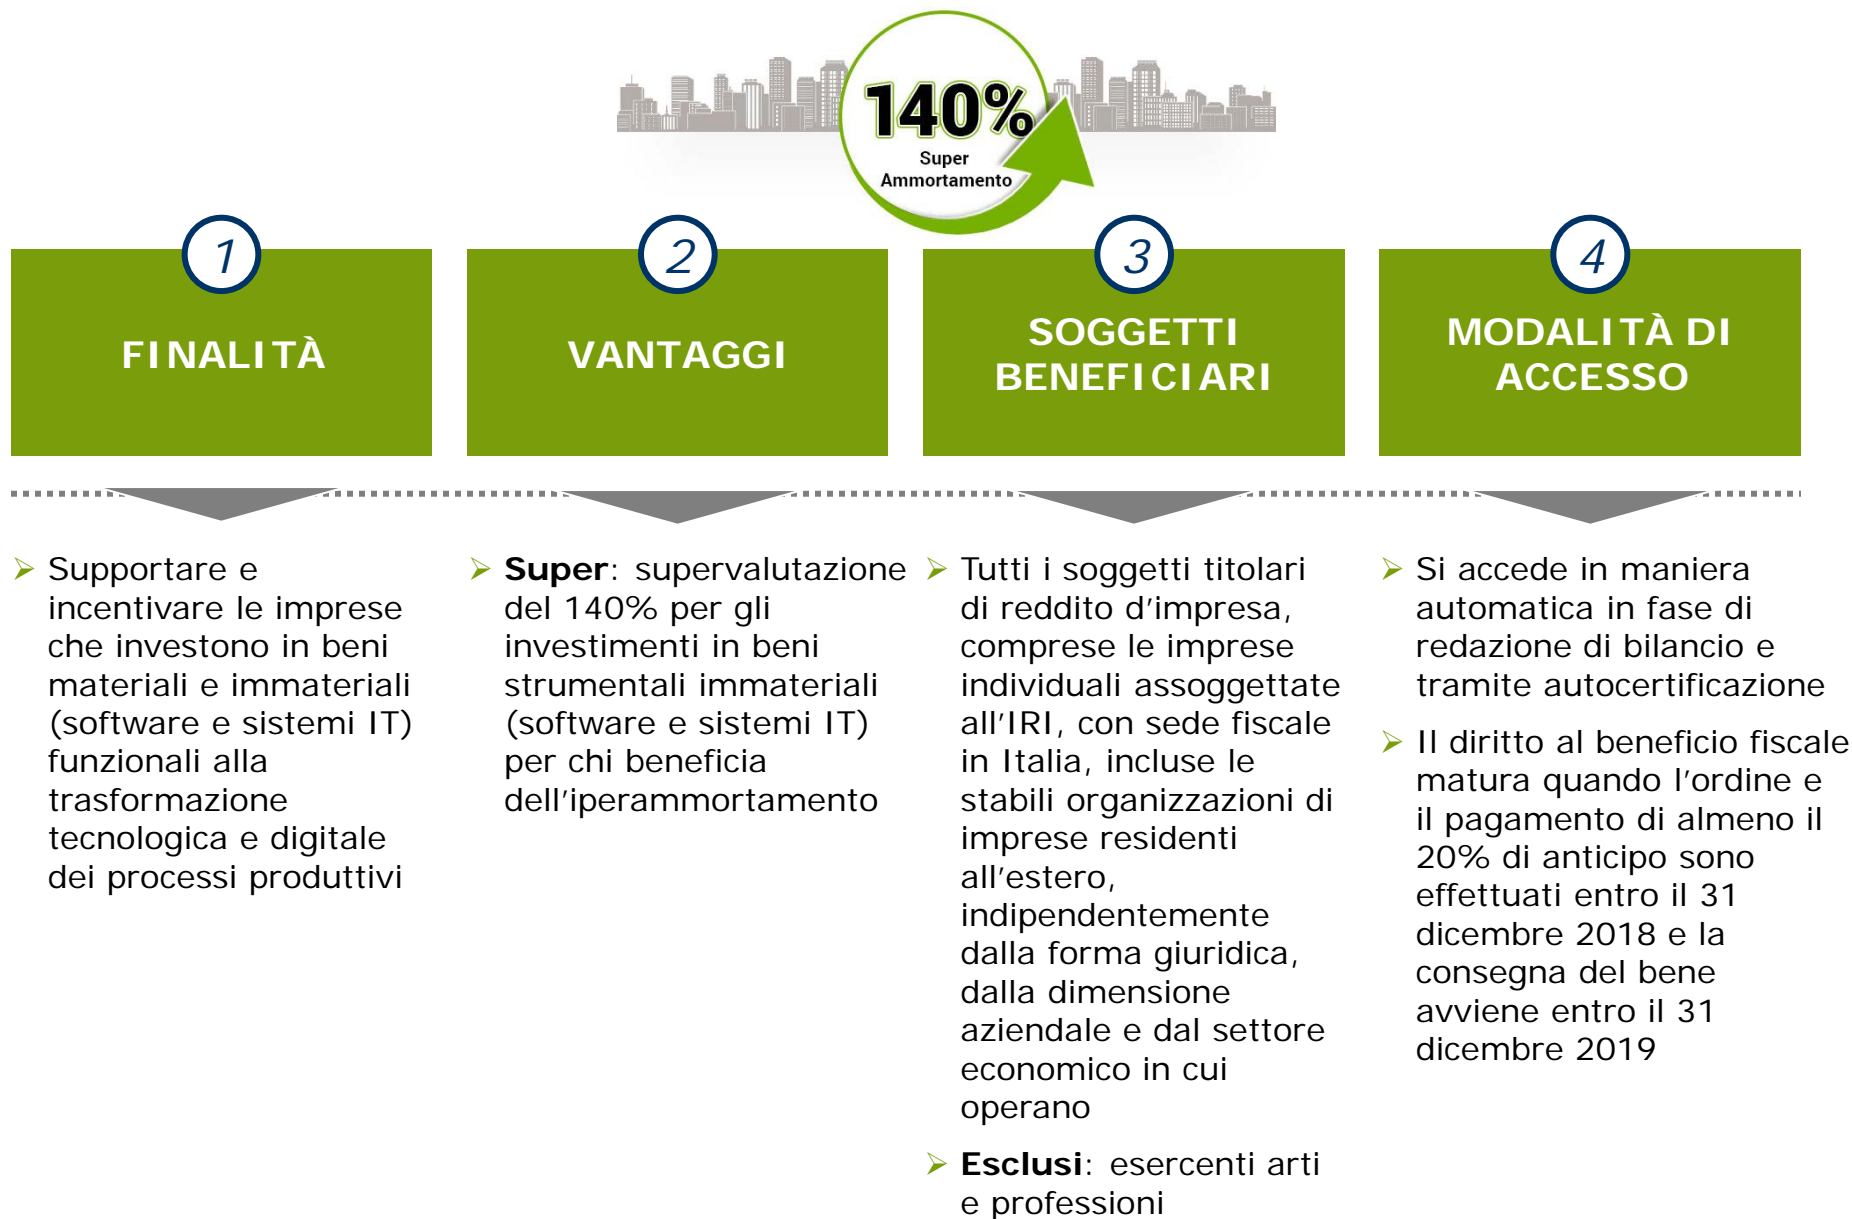 140%
Super
Ammortamento
1
FINALITÀ
Supportare e
incentivare le imprese
che investono in beni
materiali e immateriali
(software e sistemi IT)
funzionali alla
trasformazione
tecnologica e digitale
dei processi produttivi
2
VANTAGGI
Super: supervalutazione
del 140% per gli
investimenti in beni
strumentali immateriali
(software e sistemi IT)
per chi beneficia
dell’iperammortamento
3
SOGGETTI
BENEFICIARI
Tutti i soggetti titolari
di reddito d’impresa,
comprese le imprese
individuali assoggettate
all’IRI, con sede fiscale
in Italia, incluse le
stabili organizzazioni di
imprese residenti
all’estero,
indipendentemente
dalla forma giuridica,
dalla dimensione
aziendale e dal settore
economico in cui
operano
Esclusi: esercenti arti
e professioni
4
MODALITÀ DI
ACCESSO
Si accede in maniera
automatica in fase di
redazione di bilancio e
tramite autocertificazione
Il diritto al beneficio fiscale
matura quando l’ordine e
il pagamento di almeno il
20% di anticipo sono
effettuati entro il 31
dicembre 2018 e la
consegna del bene
avviene entro il 31
dicembre 2019